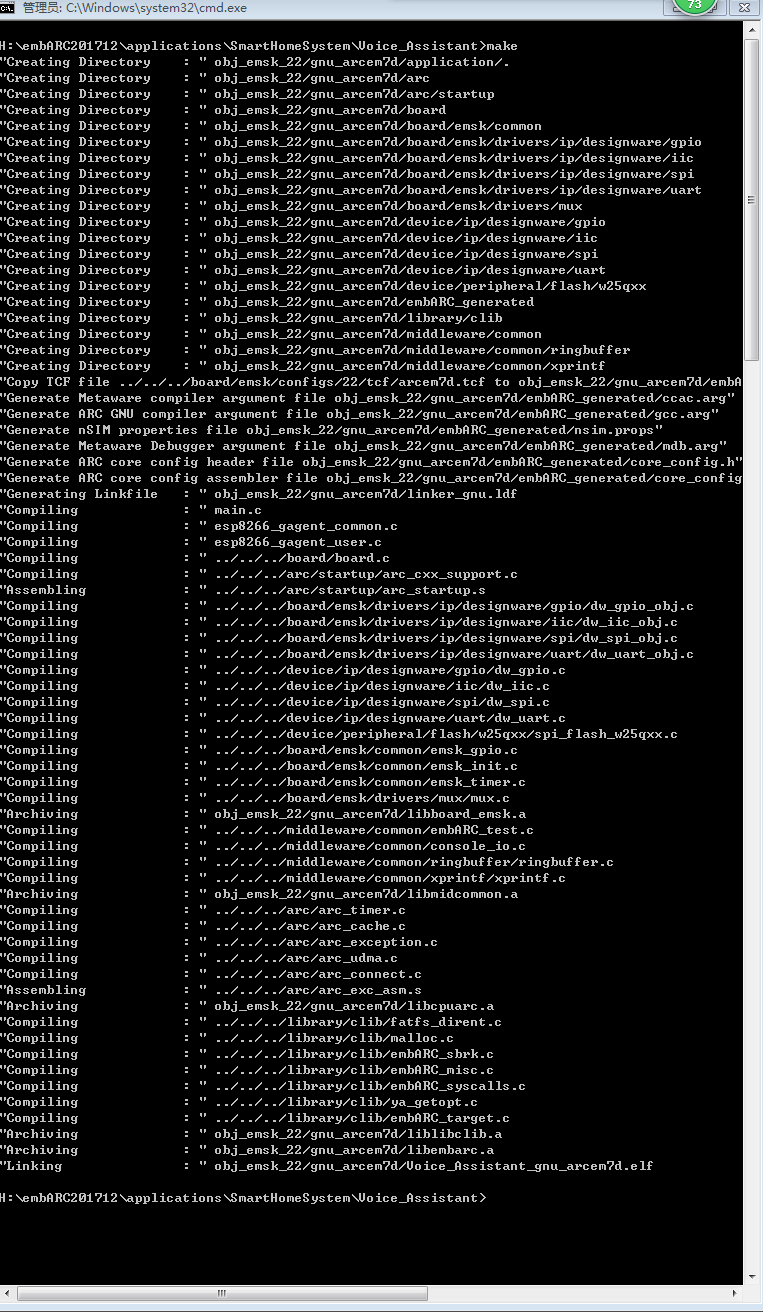 管理员: C:\Windows\system32\cmd.exe
73
H:\embARC201712\applications\SmartHomeSystem\Voice_Assistant>make
"Creating Directory    : " obj_emsk_22/gnu_arcem7d/application/.
"Creating Directory    : " obj_emsk_22/gnu_arcem7d/arc
"Creating Directory    : " obj_emsk_22/gnu_arcem7d/arc/startup
"Creating Directory    : " obj_emsk_22/gnu_arcem7d/board
"Creating Directory    : " obj_emsk_22/gnu_arcem7d/board/emsk/common
"Creating Directory    : " obj_emsk_22/gnu_arcem7d/board/emsk/drivers/ip/designware/gpio
"Creating Directory    : " obj_emsk_22/gnu_arcem7d/board/emsk/drivers/ip/designware/iic
"Creating Directory    : " obj_emsk_22/gnu_arcem7d/board/emsk/drivers/ip/designware/spi
"Creating Directory    : " obj_emsk_22/gnu_arcem7d/board/emsk/drivers/ip/designware/uart
"Creating Directory    : " obj_emsk_22/gnu_arcem7d/board/emsk/drivers/mux
"Creating Directory    : " obj_emsk_22/gnu_arcem7d/device/ip/designware/gpio
"Creating Directory    : " obj_emsk_22/gnu_arcem7d/device/ip/designware/iic
"Creating Directory    : " obj_emsk_22/gnu_arcem7d/device/ip/designware/spi
"Creating Directory    : " obj_emsk_22/gnu_arcem7d/device/ip/designware/uart
"Creating Directory    : " obj_emsk_22/gnu_arcem7d/device/peripheral/flash/w25qxx
"Creating Directory    : " obj_emsk_22/gnu_arcem7d/embARC_generated
"Creating Directory    : " obj_emsk_22/gnu_arcem7d/library/clib
"Creating Directory    : " obj_emsk_22/gnu_arcem7d/middleware/common
"Creating Directory    : " obj_emsk_22/gnu_arcem7d/middleware/common/ringbuffer
"Creating Directory    : " obj_emsk_22/gnu_arcem7d/middleware/common/xprintf
"Copy TCF file ../../../board/emsk/configs/22/tcf/arcem7d.tcf to obj_emsk_22/gnu_arcem7d/embA
"Generate Metaware compiler argument file obj_emsk_22/gnu_arcem7d/embARC_generated/ccac.arg"
"Generate ARC GNU compiler argument file obj_emsk_22/gnu_arcem7d/embARC_generated/gcc.arg"
"Generate nSIM properties file obj_emsk_22/gnu_arcem7d/embARC_generated/nsim.props"
"Generate Metaware Debugger argument file obj_emsk_22/gnu_arcem7d/embARC_generated/mdb.arg"
"Generate ARC core config header file obj_emsk_22/gnu_arcem7d/embARC_generated/core_config.h"
"Generate ARC core config assembler file obj_emsk_22/gnu_arcem7d/embARC_generated/core_config
"Generating Linkfile   : " obj_emsk_22/gnu_arcem7d/linker_gnu.ldf
"Compiling             : " main.c
"Compiling             : " esp8266_gagent_common.c
"Compiling             : " esp8266_gagent_user.c
"Compiling             : " ../../../board/board.c
"Compiling             : " ../../../arc/startup/arc_cxx_support.c
"Assembling            : " ../../../arc/startup/arc_startup.s
"Compiling             : " ../../../board/emsk/drivers/ip/designware/gpio/dw_gpio_obj.c
"Compiling             : " ../../../board/emsk/drivers/ip/designware/iic/dw_iic_obj.c
"Compiling             : " ../../../board/emsk/drivers/ip/designware/spi/dw_spi_obj.c
"Compiling             : " ../../../board/emsk/drivers/ip/designware/uart/dw_uart_obj.c
"Compiling             : " ../../../device/ip/designware/gpio/dw_gpio.c
"Compiling             : " ../../../device/ip/designware/iic/dw_iic.c
"Compiling             : " ../../../device/ip/designware/spi/dw_spi.c
"Compiling             : " ../../../device/ip/designware/uart/dw_uart.c
"Compiling             : " ../../../device/peripheral/flash/w25qxx/spi_flash_w25qxx.c
"Compiling             : " ../../../board/emsk/common/emsk_gpio.c
"Compiling             : " ../../../board/emsk/common/emsk_init.c
"Compiling             : " ../../../board/emsk/common/emsk_timer.c
"Compiling             : " ../../../board/emsk/drivers/mux/mux.c
"Archiving             : " obj_emsk_22/gnu_arcem7d/libboard_emsk.a
"Compiling             : " ../../../middleware/common/embARC_test.c
"Compiling             : " ../../../middleware/common/console_io.c
"Compiling             : " ../../../middleware/common/ringbuffer/ringbuffer.c
"Compiling             : " ../../../middleware/common/xprintf/xprintf.c
"Archiving             : " obj_emsk_22/gnu_arcem7d/libmidcommon.a
"Compiling             : " ../../../arc/arc_timer.c
"Compiling             : " ../../../arc/arc_cache.c
"Compiling             : " ../../../arc/arc_exception.c
"Compiling             : " ../../../arc/arc_udma.c
"Compiling             : " ../../../arc/arc_connect.c
"Assembling            : " ../../../arc/arc_exc_asm.s
"Archiving             : " obj_emsk_22/gnu_arcem7d/libcpuarc.a
"Compiling             : " ../../../library/clib/fatfs_dirent.c
"Compiling             : " ../../../library/clib/malloc.c
"Compiling             : " ../../../library/clib/embARC_sbrk.c
"Compiling             : " ../../../library/clib/embARC_misc.c
"Compiling             : " ../../../library/clib/embARC_syscalls.c
"Compiling             : " ../../../library/clib/ya_getopt.c
"Compiling             : " ../../../library/clib/embARC_target.c
"Archiving             : " obj_emsk_22/gnu_arcem7d/liblibclib.a
"Archiving             : " obj_emsk_22/gnu_arcem7d/libembarc.a
"Linking               : " obj_emsk_22/gnu_arcem7d/Voice_Assistant_gnu_arcem7d.elf
H:\embARC201712\applications\SmartHomeSystem\Voice_Assistant>